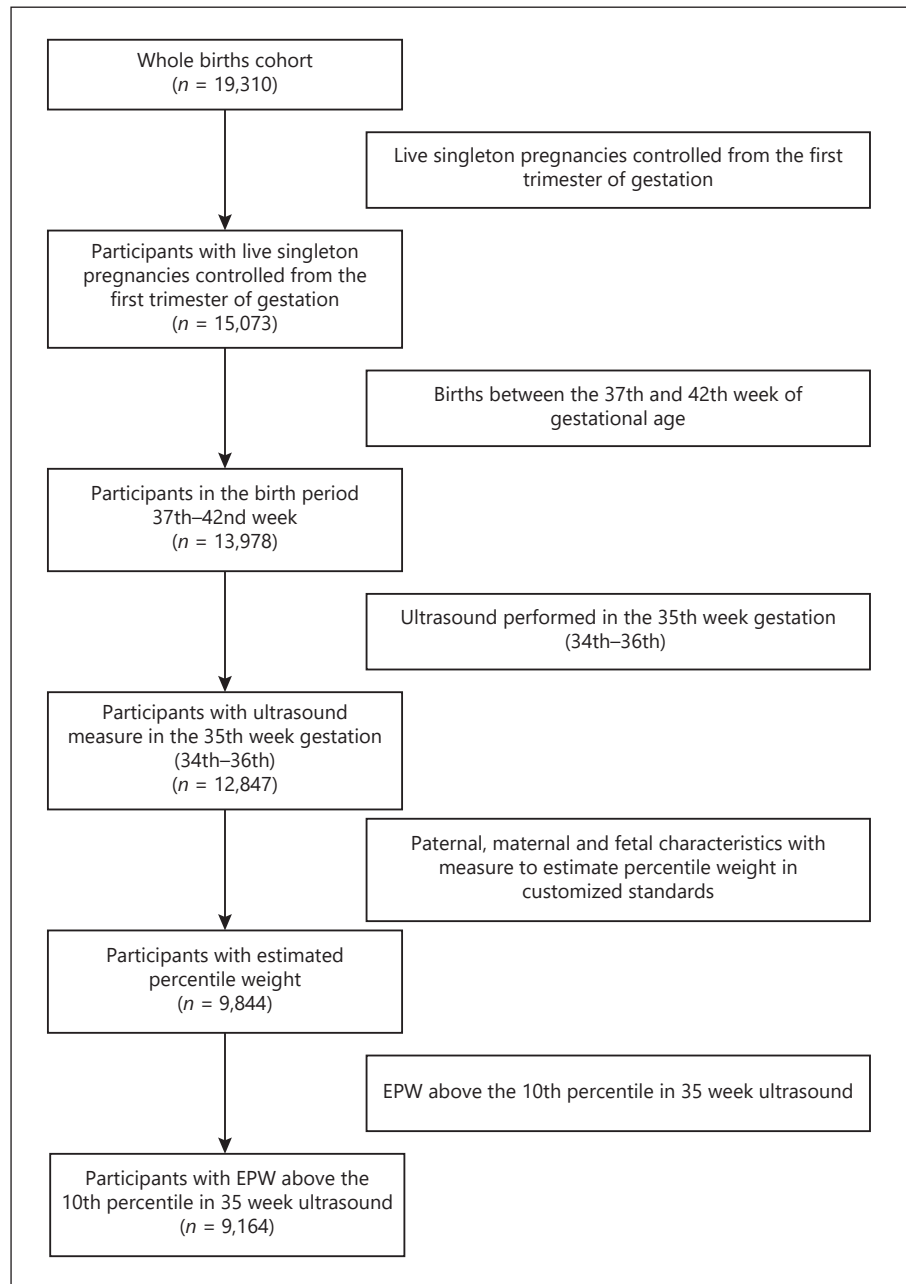 Whole births cohort
(n = 19,310)
Live singleton pregnancies controlled from the first
trimester of gestation
Participants with live singleton
pregnancies controlled from the
first trimester of gestation
(n = 15,073)
Births between the 37th and 42th week of
gestational age
Participants in the birth period
37th–42nd week
(n = 13,978)
Ultrasound performed in the 35th week gestation
(34th–36th)
Participants with ultrasound
measure in the 35th week gestation
(34th–36th)
(n = 12,847)
Paternal, maternal and fetal characteristics with
measure to estimate percentile weight in
customized standards
Participants with estimated
percentile weight
(n = 9,844)
EPW above the 10th percentile in 35 week ultrasound
Participants with EPW above the
10th percentile in 35 week ultrasound
(n = 9,164)